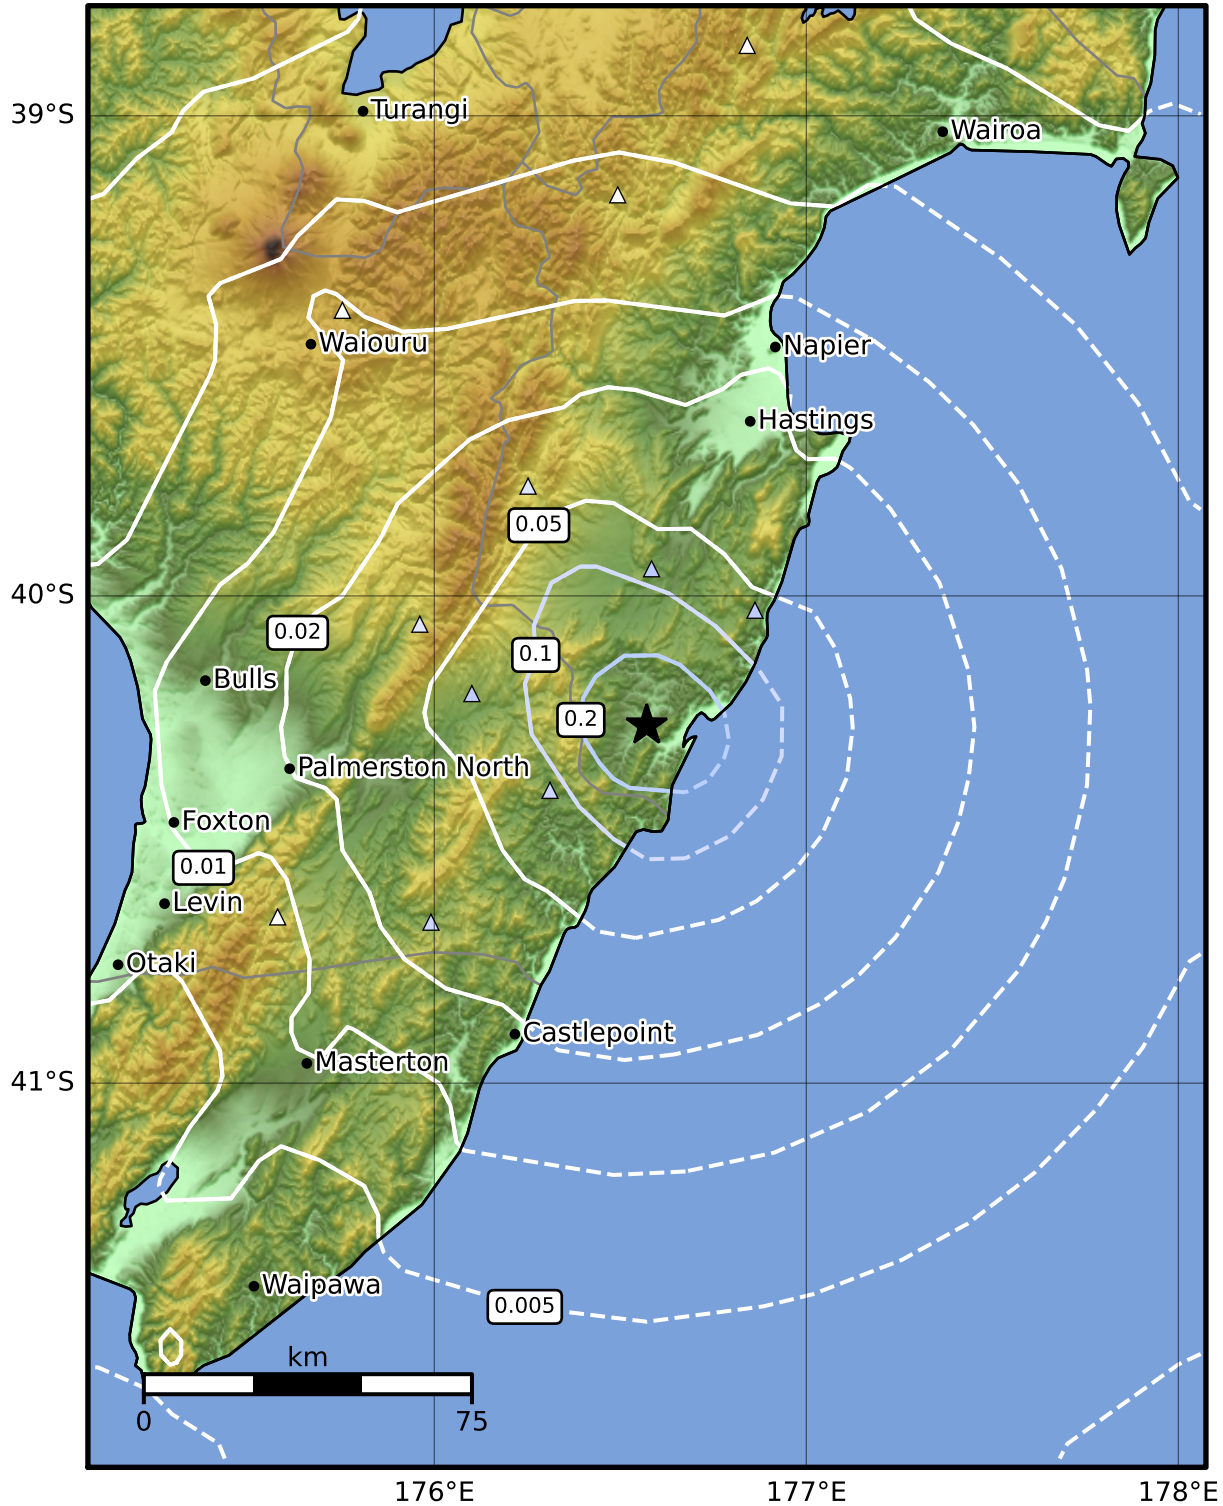 39°S
Turangi
Wairoa
Waiouru
Napier
Hastings
0.05
40°S
0.02
0.1
Bulls
0.2
Palmerston North
Foxton
0.01
Levin
Otaki
Castlepoint
Masterton
41°S
Waipawa
0.005
km
0 75
176°E 177°E 178°E